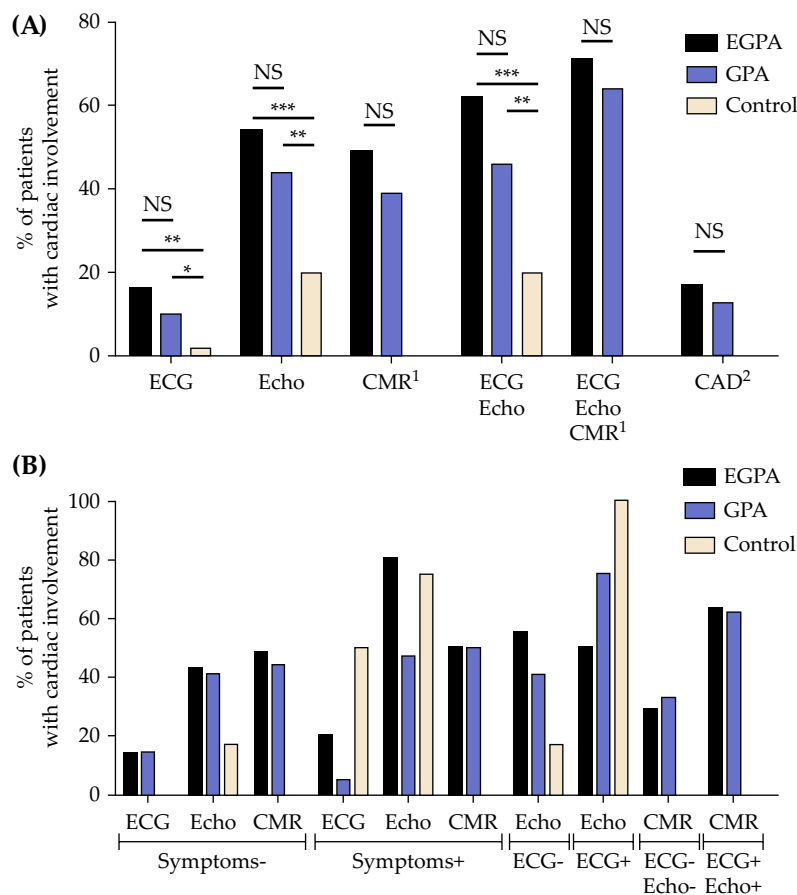 (A)
80
60
40
20
0
% of patients
with cardiac involvement
EGPA
GPA
Control
NS
**
*
NS
***
**
NS
NS
***
**
NS
NS
ECG
Echo
CMR1
ECG
Echo
ECG
Echo
CMR1
CAD2
(B)
100
80
60
40
20
0
% of patients
with cardiac involvement
EGPA
GPA
Control
ECG Echo CMR ECG Echo CMR Echo Echo CMR CMR
Symptoms- Symptoms+ ECG- ECG+ ECG- ECG+
Echo- Echo+